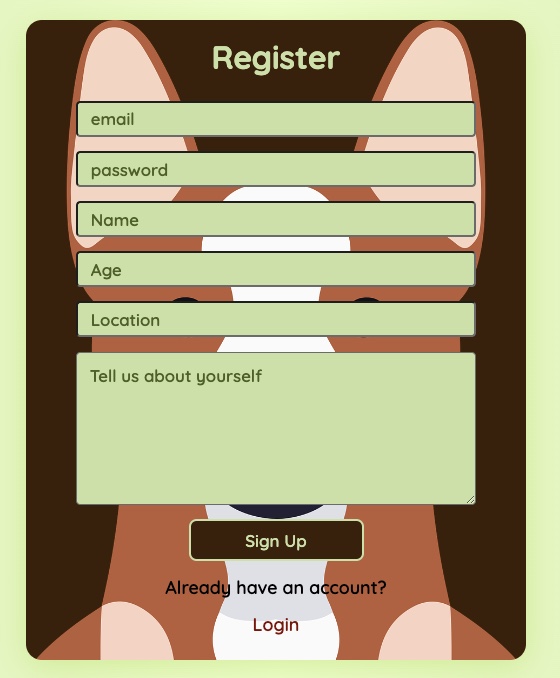 Register
email
password
Name
Age
Location
Tell us about yourself
Sign Up
Already have an account?
Login